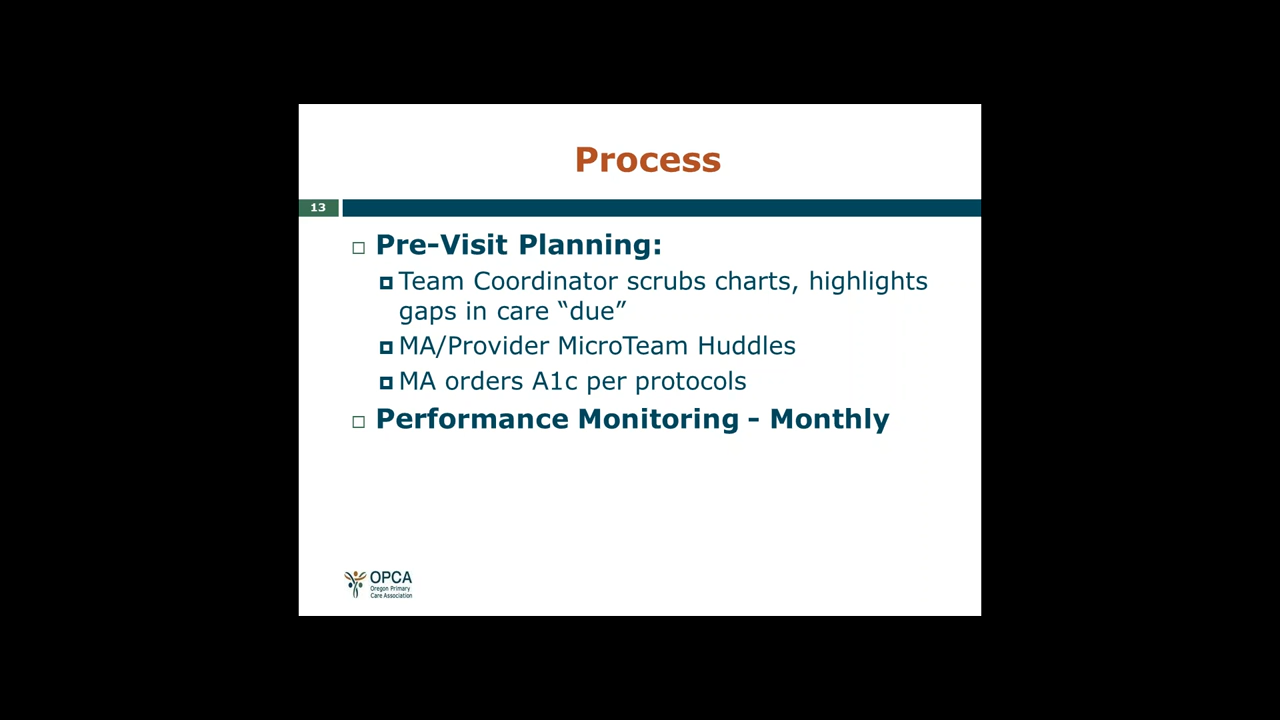 Process
13
Pre-Visit Planning:
Team Coordinator scrubs charts, highlights
gaps in care “due”
MA/Provider MicroTeam Huddles
MA orders A1c per protocols
Performance Monitoring - Monthly
OPCA
Oregon Primary
Care Association